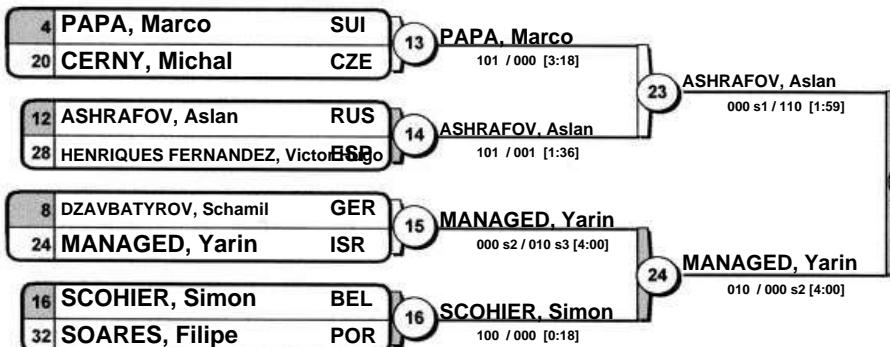 4 PAPA, Marco SUI
20 CERNY, Michal CZE
13 PAPA, Marco
101 / 000 [3:18]
12 ASHRAFOV, Aslan RUS
28 HENRIQUES FERNANDEZ, Victor Hugo ESP
14 ASHRAFOV, Aslan
101 / 001 [1:36]
23 ASHRAFOV, Aslan
000 s1 / 110 [1:59]
8 DZAVBATYROV, Schamil GER
24 MANAGED, Yarin ISR
15 MANAGED, Yarin
000 s2 / 010 s3 [4:00]
16 SCOHIER, Simon BEL
32 SOARES, Filipe POR
16 SCOHIER, Simon
100 / 000 [0:18]
24 MANAGED, Yarin
010 / 000 s2 [4:00]